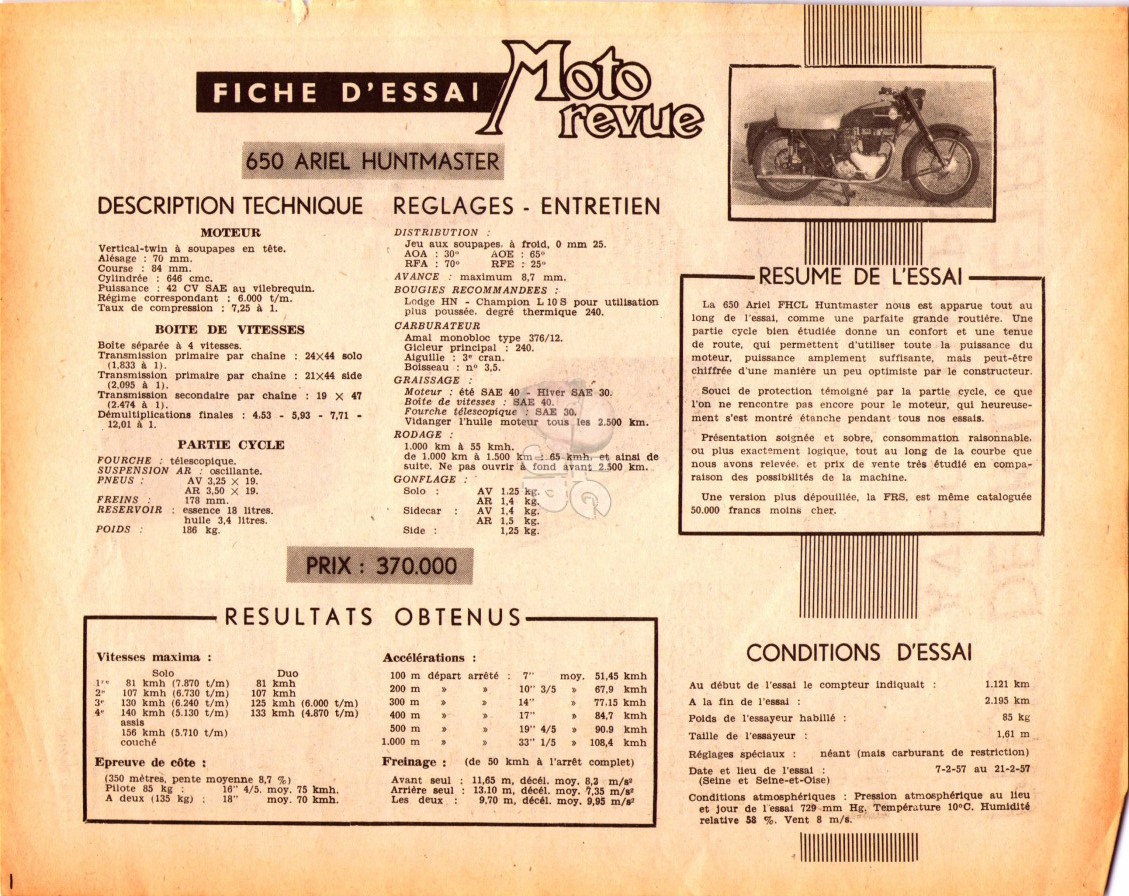 FICHE D'ESSAI Moto revue
650 ARIEL HUNTMASTER
DESCRIPTION TECHNIQUE
MOTEUR
Vertical-twin à soupapes en tête.
Alésage : 70 mm.
Course : 84 mm.
Cylindrée : 646 cmc.
Puissance : 42 CV SAE au vilebrequin.
Régime correspondant : 6.000 t/m.
Taux de compression : 7,25 à 1.
BOITE DE VITESSES
Boîte séparée à 4 vitesses.
Transmission primaire par chaîne : 24×44 solo
(1,833 à 1).
Transmission primaire par chaîne : 21×44 side
(2,095 à 1).
Transmission secondaire par chaîne : 19 × 47
(2.474 à 1).
Démultiplications finales : 4.53 - 5,93 - 7,71 -
12,01 à 1.
PARTIE CYCLE
FOURCHE : télescopique.
SUSPENSION AR : oscillante.
PNEUS : AV 3,25 × 19.
AR 3,50 × 19.
FREINS : 178 mm.
RESERVOIR : essence 18 litres.
huile 3,4 litres.
POIDS : 186 kg.
REGLAGES - ENTRETIEN
DISTRIBUTION :
Jeu aux soupapes, à froid, 0 mm 25.
AOA : 30° AOE : 65°
RFA : 70° RFE : 25°
AVANCE : maximum 8,7 mm.
BOUGIES RECOMMANDEES :
Lodge HN - Champion L 10 S pour utilisation
plus poussée, degré thermique 240.
CARBURATEUR
Amal monobloc type 376/12.
Gicleur principal : 240.
Aiguille : 3e cran.
Boisseau : n° 3,5.
GRAISSAGE :
Moteur : été SAE 40 - Hiver SAE 30.
Boîte de vitesses : SAE 40.
Fourche télescopique : SAE 30.
Vidanger l'huile moteur tous les 2.500 km.
RODAGE :
1.000 km à 55 kmh.
de 1.000 km à 1.500 km : 65 kmh, et ainsi de
suite. Ne pas ouvrir à fond avant 2.500 km.
GONFLAGE :
Solo : AV 1.25 kg.
AR 1,4 kg.
Sidecar : AV 1,4 kg.
AR 1,5 kg.
Side : 1,25 kg.
PRIX : 370.000
RESUME DE L'ESSAI
La 650 Ariel FHCL Huntmaster nous est apparue tout au
long de l'essai, comme une parfaite grande routière. Une
partie cycle bien étudiée donne un confort et une tenue
de route, qui permettent d'utiliser toute la puissance du
moteur, puissance amplement suffisante, mais peut-être
chiffrée d'une manière un peu optimiste par le constructeur.
Souci de protection témoigné par la partie cycle, ce que
l'on ne rencontre pas encore pour le moteur, qui heureuse-
ment s'est montré étanche pendant tous nos essais.
Présentation soignée et sobre, consommation raisonnable,
ou plus exactement logique, tout au long de la courbe que
nous avons relevée, et prix de vente très étudié en compa-
raison des possibilités de la machine.
Une version plus dépouillée, la FRS, est même cataloguée
50.000 francs moins cher.
RESULTATS OBTENUS
Vitesses maxima :
Solo Duo
1re 81 kmh (7.870 t/m) 81 kmh
2e 107 kmh (6.730 t/m) 107 kmh
3e 130 kmh (6.240 t/m) 125 kmh (6.000 t/m)
4e 140 kmh (5.130 t/m) 133 kmh (4.870 t/m)
assis
156 kmh (5.710 t/m)
couché
Epreuve de côte :
(350 mètres, pente moyenne 8,7 %)
Pilote 85 kg : 16" 4/5. moy. 75 kmh.
A deux (135 kg) : 18" moy. 70 kmh.
Accélérations :
100 m départ arrêté : 7" moy. 51,45 kmh
200 m » » 10" 3/5 » 67,9 kmh
300 m » » 14" » 77.15 kmh
400 m » » 17" » 84,7 kmh
500 m » » 19" 4/5 » 90.9 kmh
1.000 m » » 33" 1/5 » 108,4 kmh
Freinage : (de 50 kmh à l'arrêt complet)
Avant seul : 11,65 m, décél. moy. 8,2 m/s²
Arrière seul : 13.10 m, décél. moy. 7,35 m/s²
Les deux : 9,70 m, décél. moy. 9,95 m/s²
CONDITIONS D'ESSAI
Au début de l'essai le compteur indiquait : 1.121 km
A la fin de l'essai : 2.195 km
Poids de l'essayeur habillé : 85 kg
Taille de l'essayeur : 1,61 m
Réglages spéciaux : néant (mais carburant de restriction)
Date et lieu de l'essai : 7-2-57 au 21-2-57
(Seine et Seine-et-Oise)
Conditions atmosphériques : Pression atmosphérique au lieu
et jour de l'essai 729 mm Hg, Température 10°C. Humidité
relative 58 %. Vent 8 m/s.